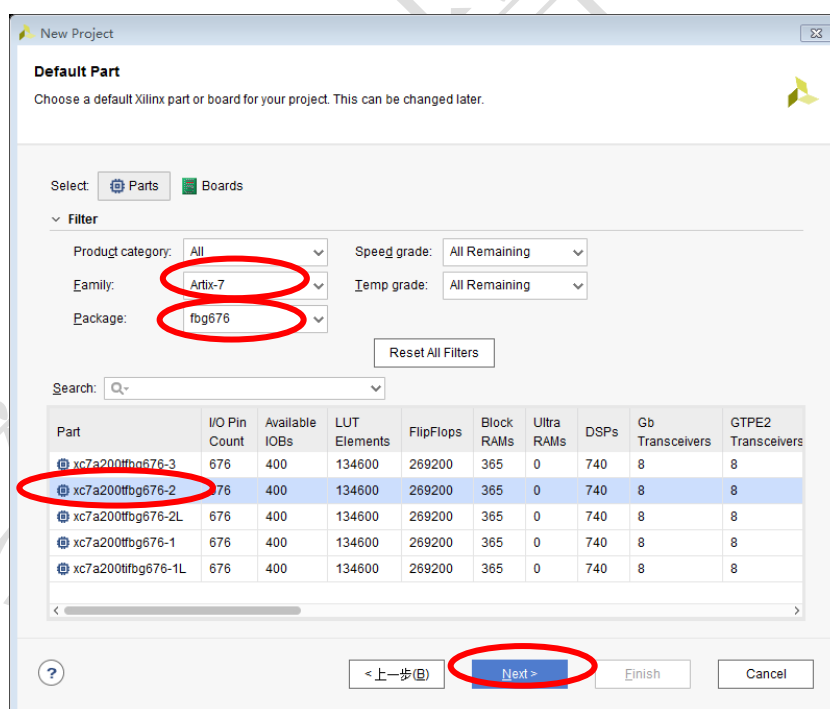 New Project
Default Part
Choose a default Xilinx part or board for your project. This can be changed later.
Select: Parts Boards
Filter
Product category: All Speed grade: All Remaining
Family: Artix-7 Temp grade: All Remaining
Package: fbg676
Reset All Filters
Search: Q-
Part I/O Pin Count Available IOBs LUT Elements FlipFlops Block RAMs Ultra RAMs DSPs Gb Transceivers GTPE2 Transceivers
xc7a200tfbg676-3 676 400 134600 269200 365 0 740 8 8
xc7a200tfbg676-2 676 400 134600 269200 365 0 740 8 8
xc7a200tfbg676-2L 676 400 134600 269200 365 0 740 8 8
xc7a200tfbg676-1 676 400 134600 269200 365 0 740 8 8
xc7a200tifbg676-1L 676 400 134600 269200 365 0 740 8 8
? <上一步(B) Next > Finish Cancel